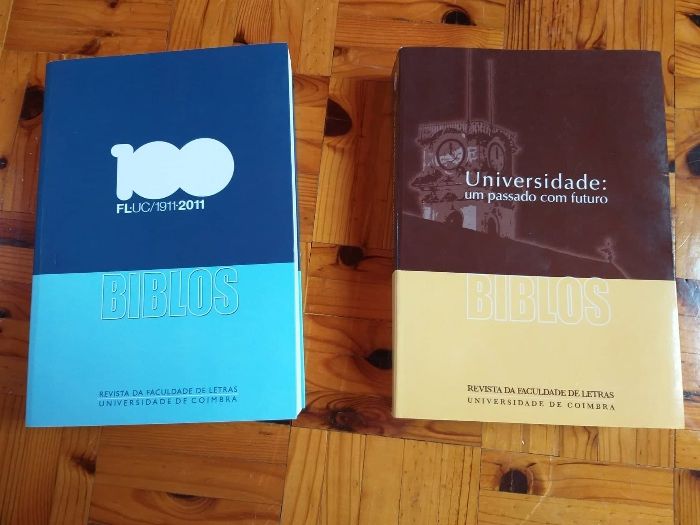 100
FL·UC/1911·2011
BIBLOS
REVISTA DA FACULDADE DE LETRAS
UNIVERSIDADE DE COIMBRA
Universidade:
um passado com futuro
BIBLOS
REVISTA DA FACULDADE DE LETRAS
UNIVERSIDADE DE COIMBRA